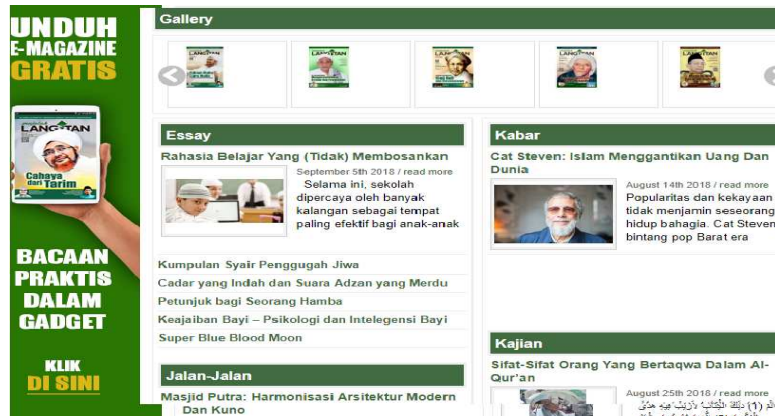 UNDUH
E-MAGAZINE
GRATIS
LANGITAN
Cahaya
dari Tarim
BACAAN
PRAKTIS
DALAM
GADGET
KLIK
DI SINI
Gallery
Essay
Rahasia Belajar Yang (Tidak) Membosankan
September 5th 2018 / read more
Selama ini, sekolah
dipercaya oleh banyak
kalangan sebagai tempat
paling efektif bagi anak-anak
Kumpulan Syair Penggugah Jiwa
Cadar yang Indah dan Suara Adzan yang Merdu
Petunjuk bagi Seorang Hamba
Keajaiban Bayi – Psikologi dan Intelegensi Bayi
Super Blue Blood Moon
Jalan-Jalan
Masjid Putra: Harmonisasi Arsitektur Modern
Dan Kuno
Kabar
Cat Steven: Islam Menggantikan Uang Dan
Dunia
August 14th 2018 / read more
Popularitas dan kekayaan
tidak menjamin seseorang
hidup bahagia. Cat Steven
bintang pop Barat era
Kajian
Sifat-Sifat Orang Yang Bertaqwa Dalam Al-
Qur'an
August 25th 2018 / read more